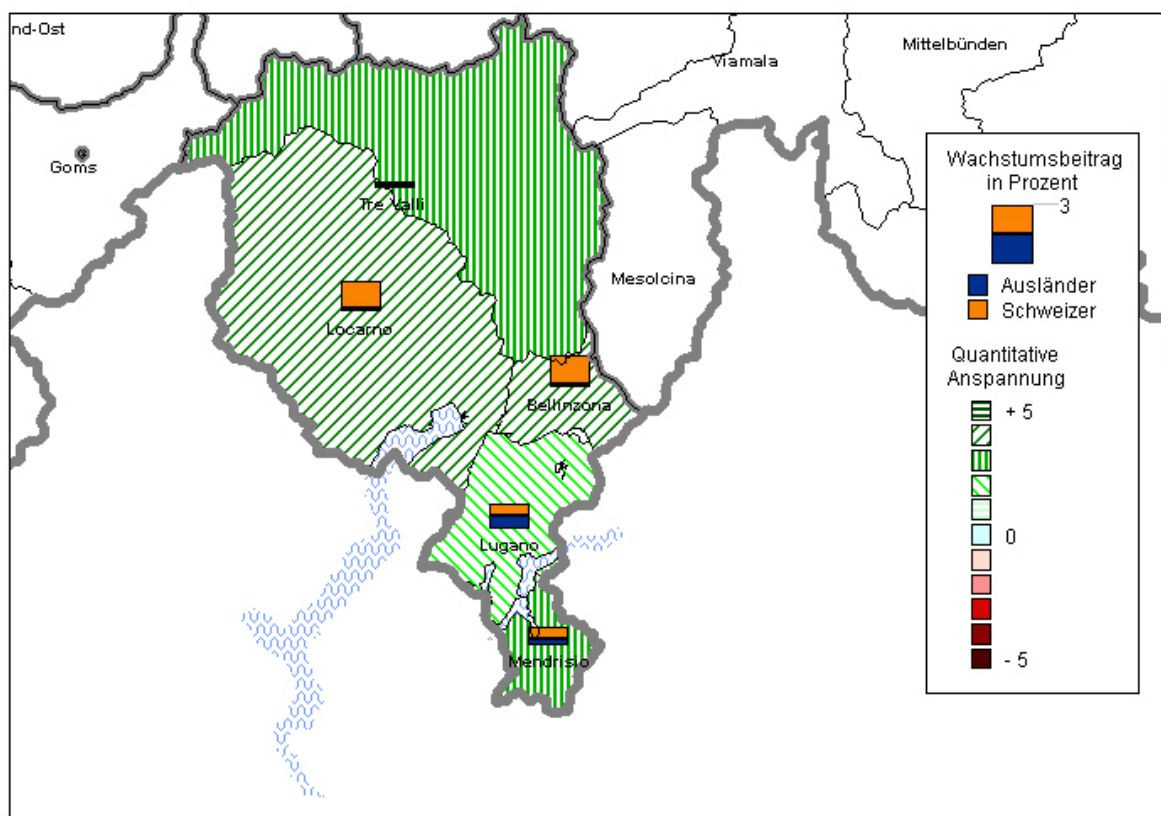 nd-Ost
Mittelbünden
Viamala
Goms
Tre Valli
Mesolcina
Locarno
Bellinzona
Lugano
Mendrisio
Wachstumsbeitrag
in Prozent
3
Ausländer
Schweizer
Quantitative
Anspannung
+ 5
0
- 5